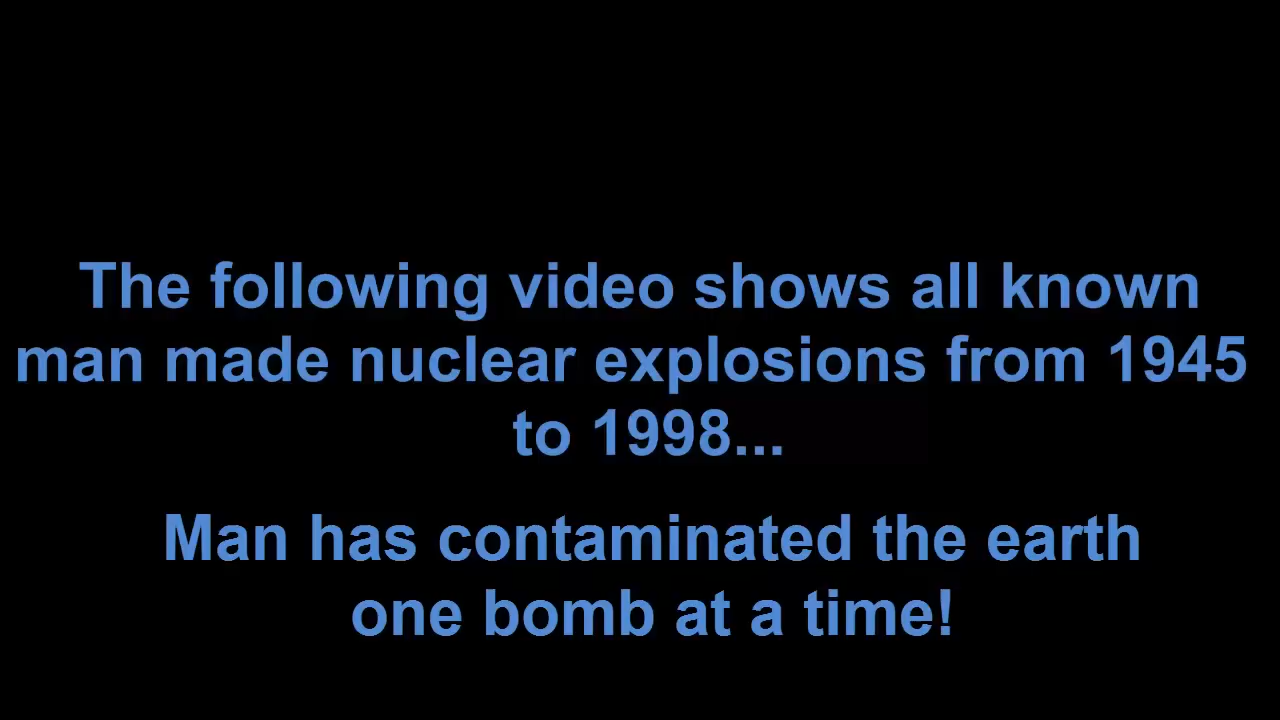 The following video shows all known
man made nuclear explosions from 1945
to 1998...
Man has contaminated the earth
one bomb at a time!